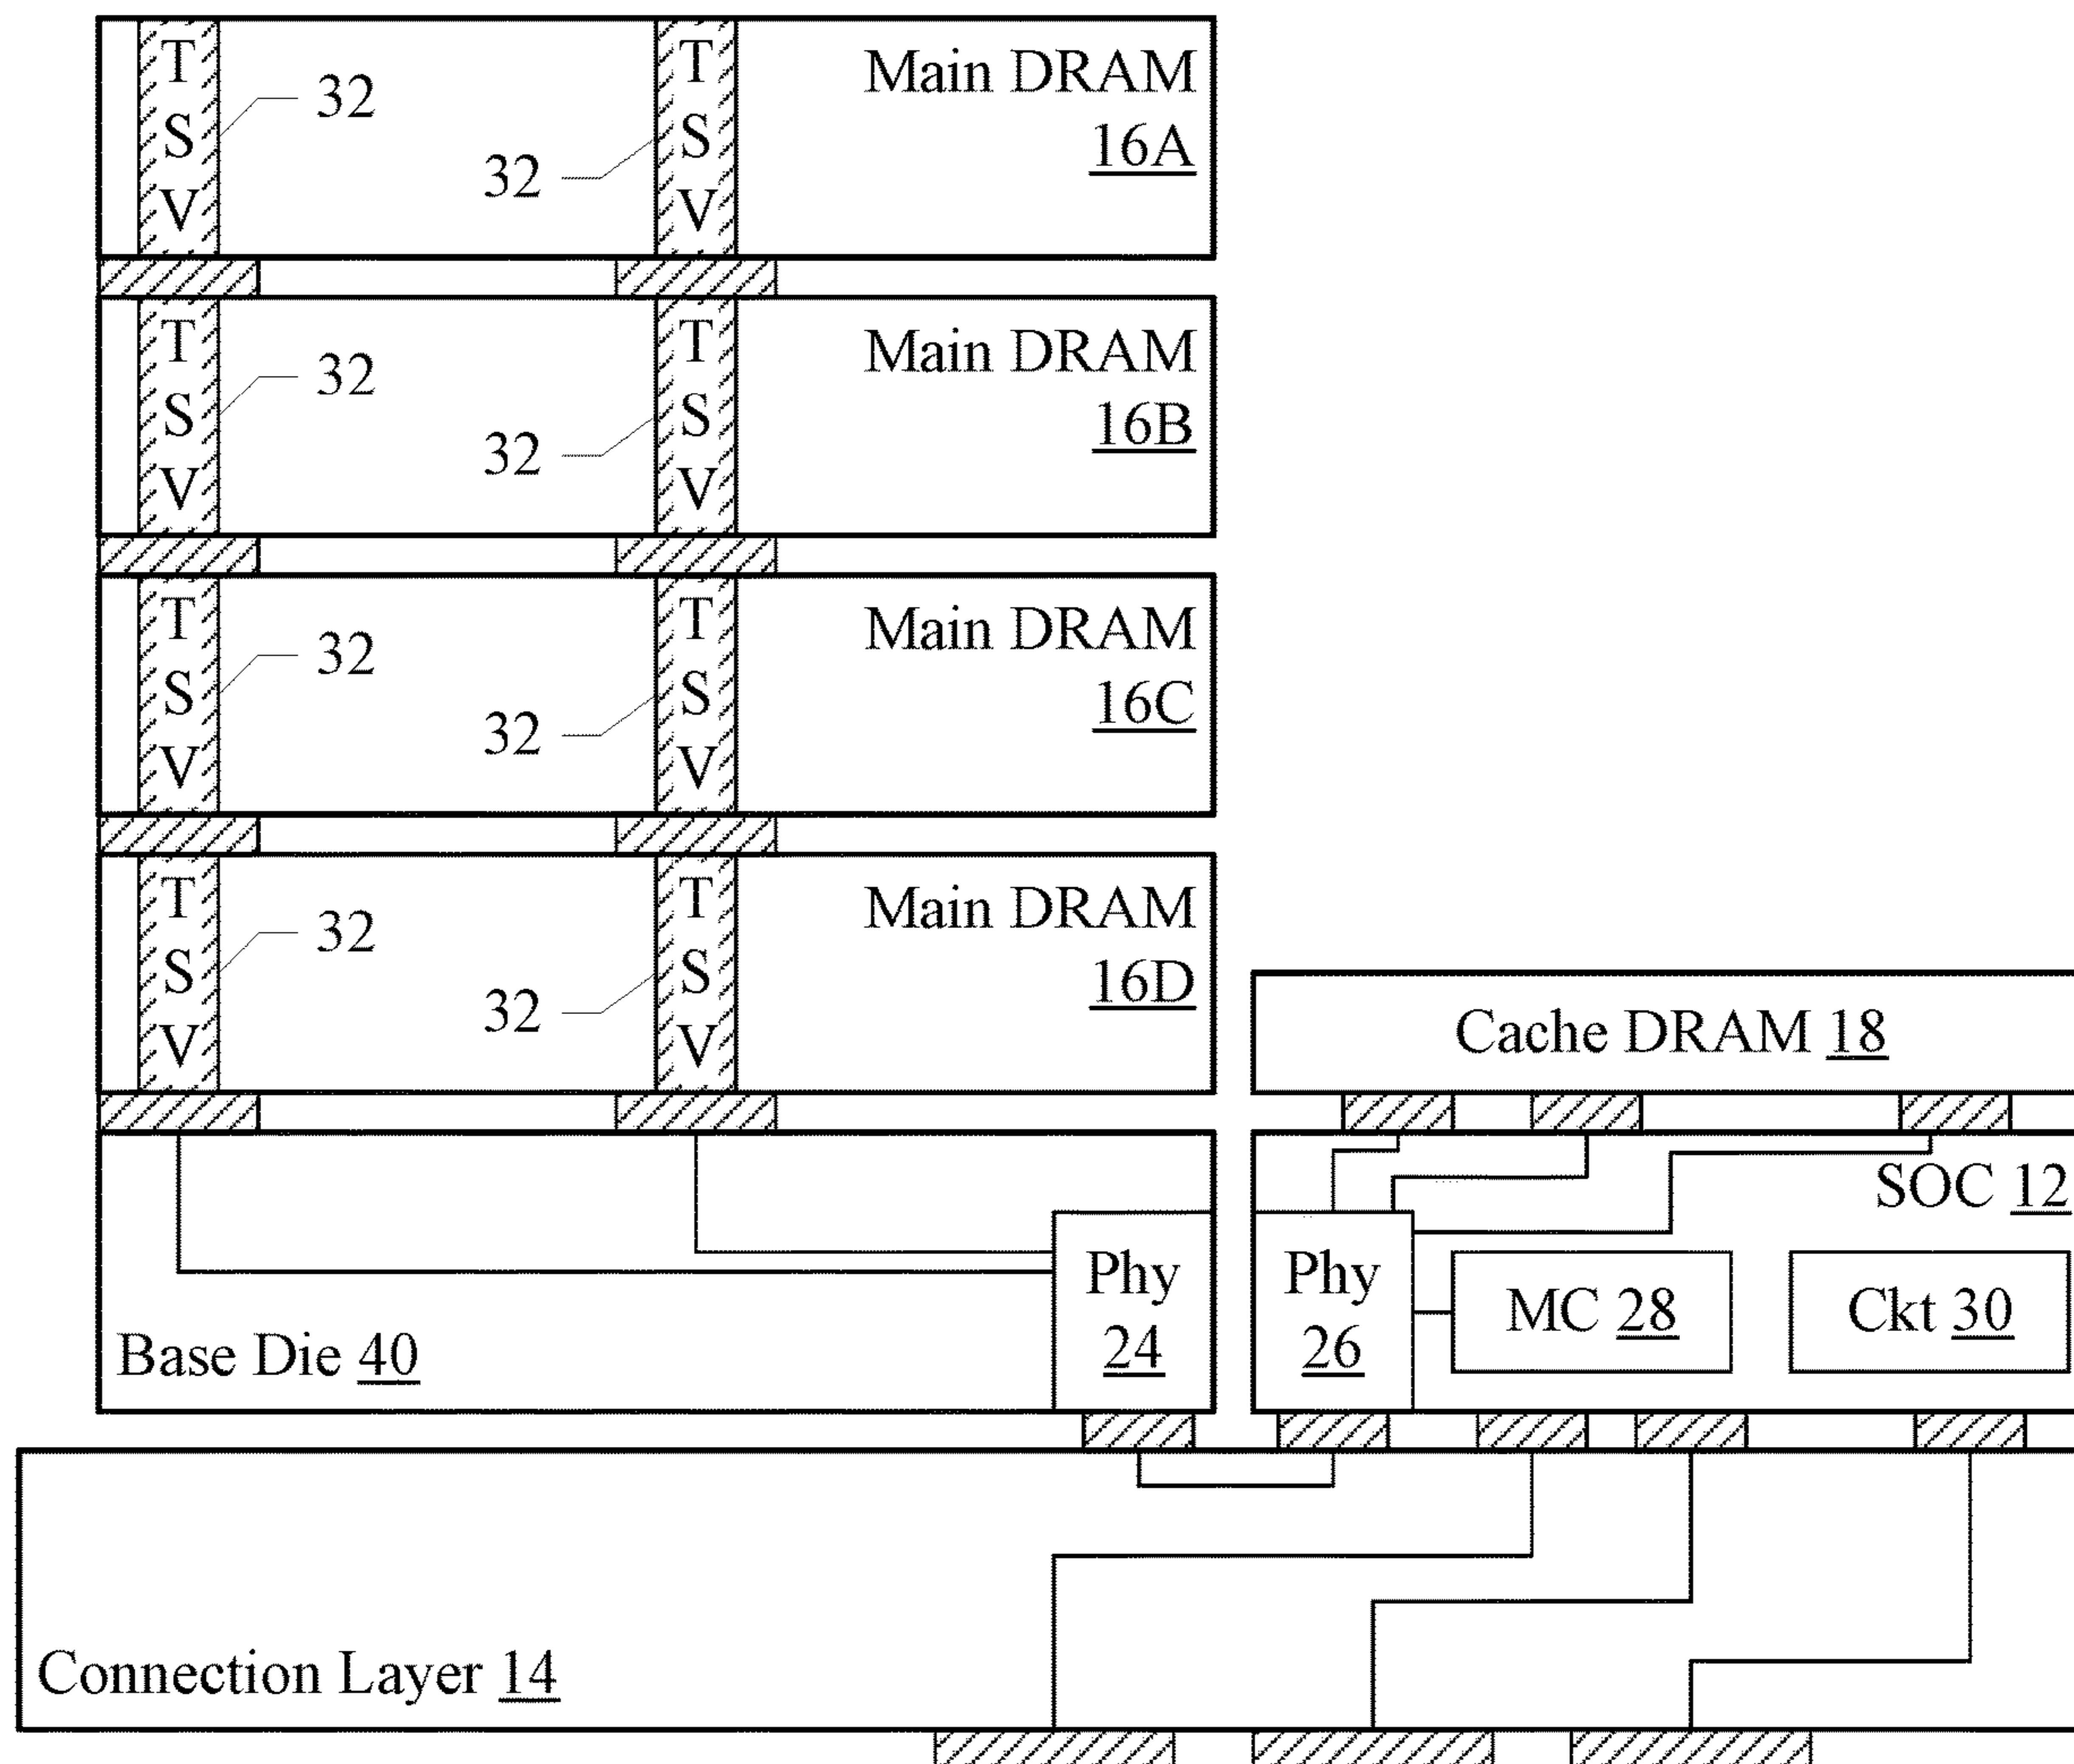 T
S
V
32
32
T
S
V
Main DRAM
16A
T
S
V
32
32
T
S
V
Main DRAM
16B
T
S
V
32
32
T
S
V
Main DRAM
16C
T
S
V
32
32
T
S
V
Main DRAM
16D
Cache DRAM 18
SOC 12
Base Die 40
Phy
24
Phy
26
MC 28
Ckt 30
Connection Layer 14